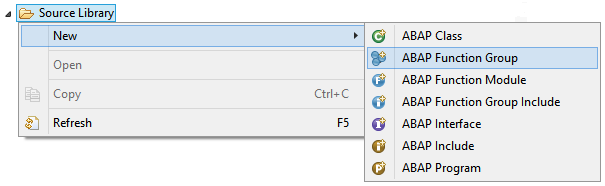 Source Library
New
Open
Copy Ctrl+C
Refresh F5
ABAP Class
ABAP Function Group
ABAP Function Module
ABAP Function Group Include
ABAP Interface
ABAP Include
ABAP Program